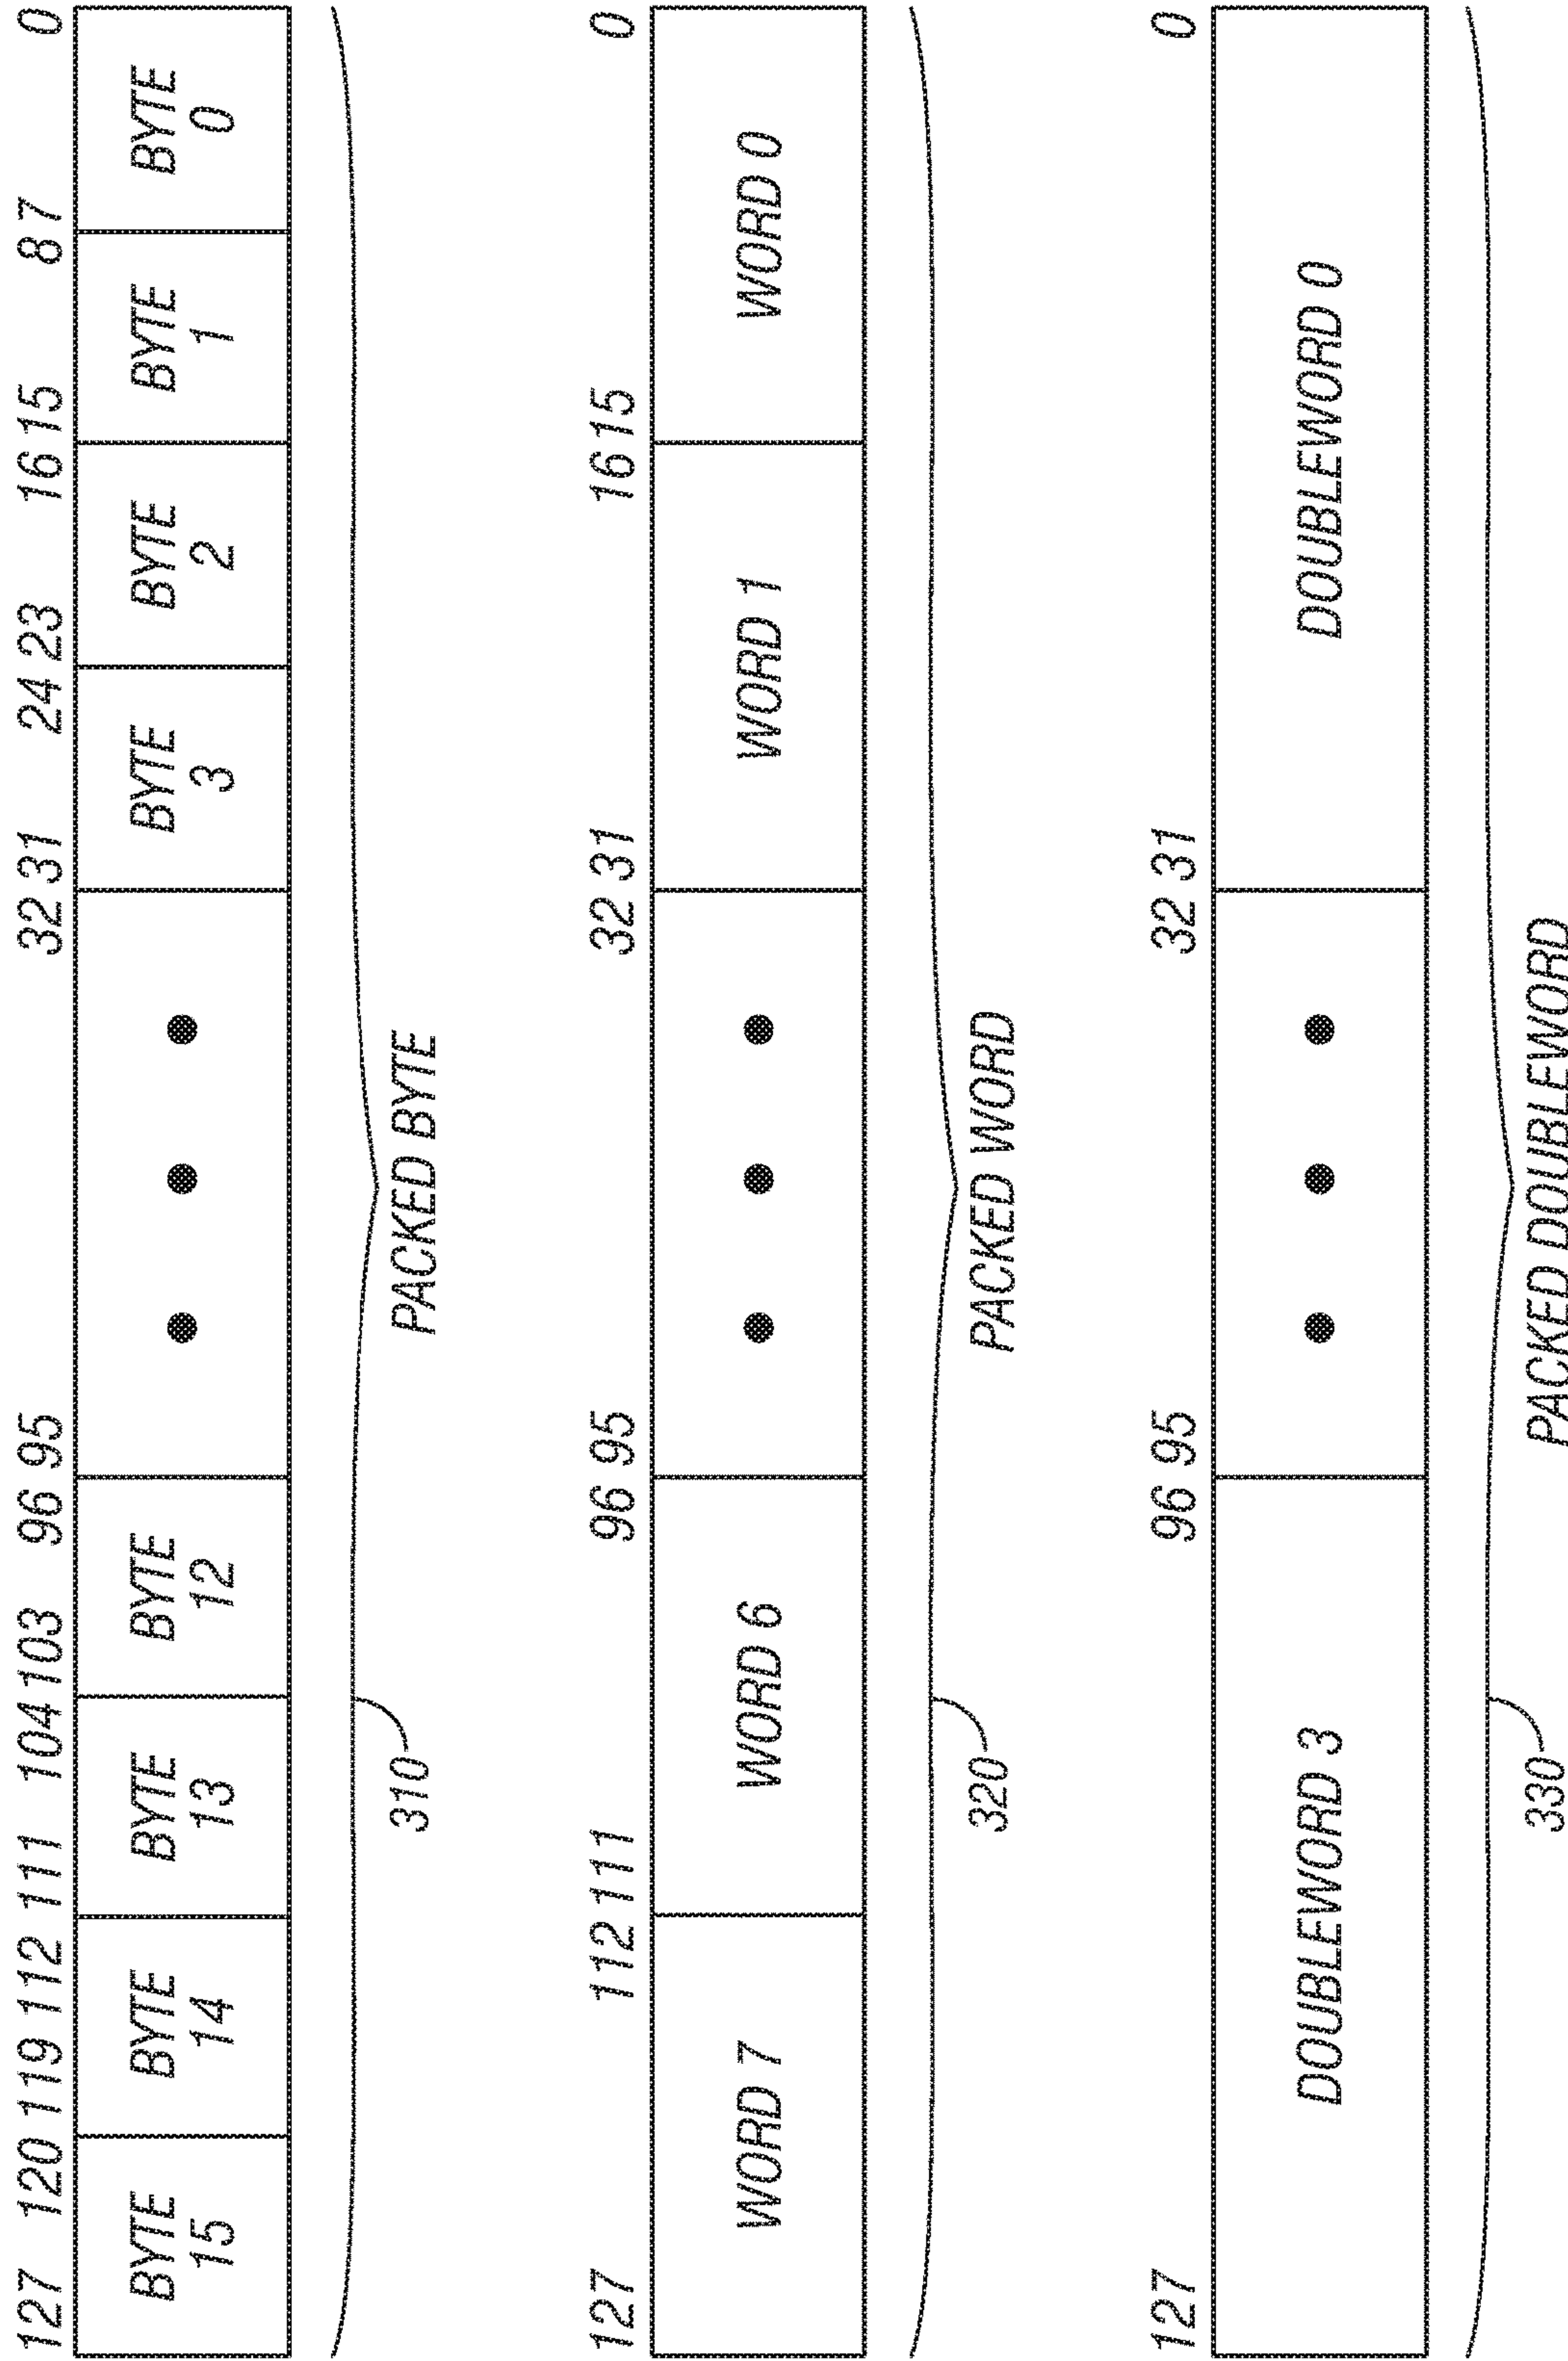 127 120 119 112 111 104 103 96 95 32 31 24 23 16 15 8 7 0
BYTE 15
BYTE 14
BYTE 13
BYTE 12
BYTE 3
BYTE 2
BYTE 1
BYTE 0
310
PACKED BYTE
127 112 111 96 95 32 31 16 15 0
WORD 7
WORD 6
WORD 1
WORD 0
320
PACKED WORD
127 96 95 32 31 0
DOUBLEWORD 3
DOUBLEWORD 0
330
PACKED DOUBLEWORD